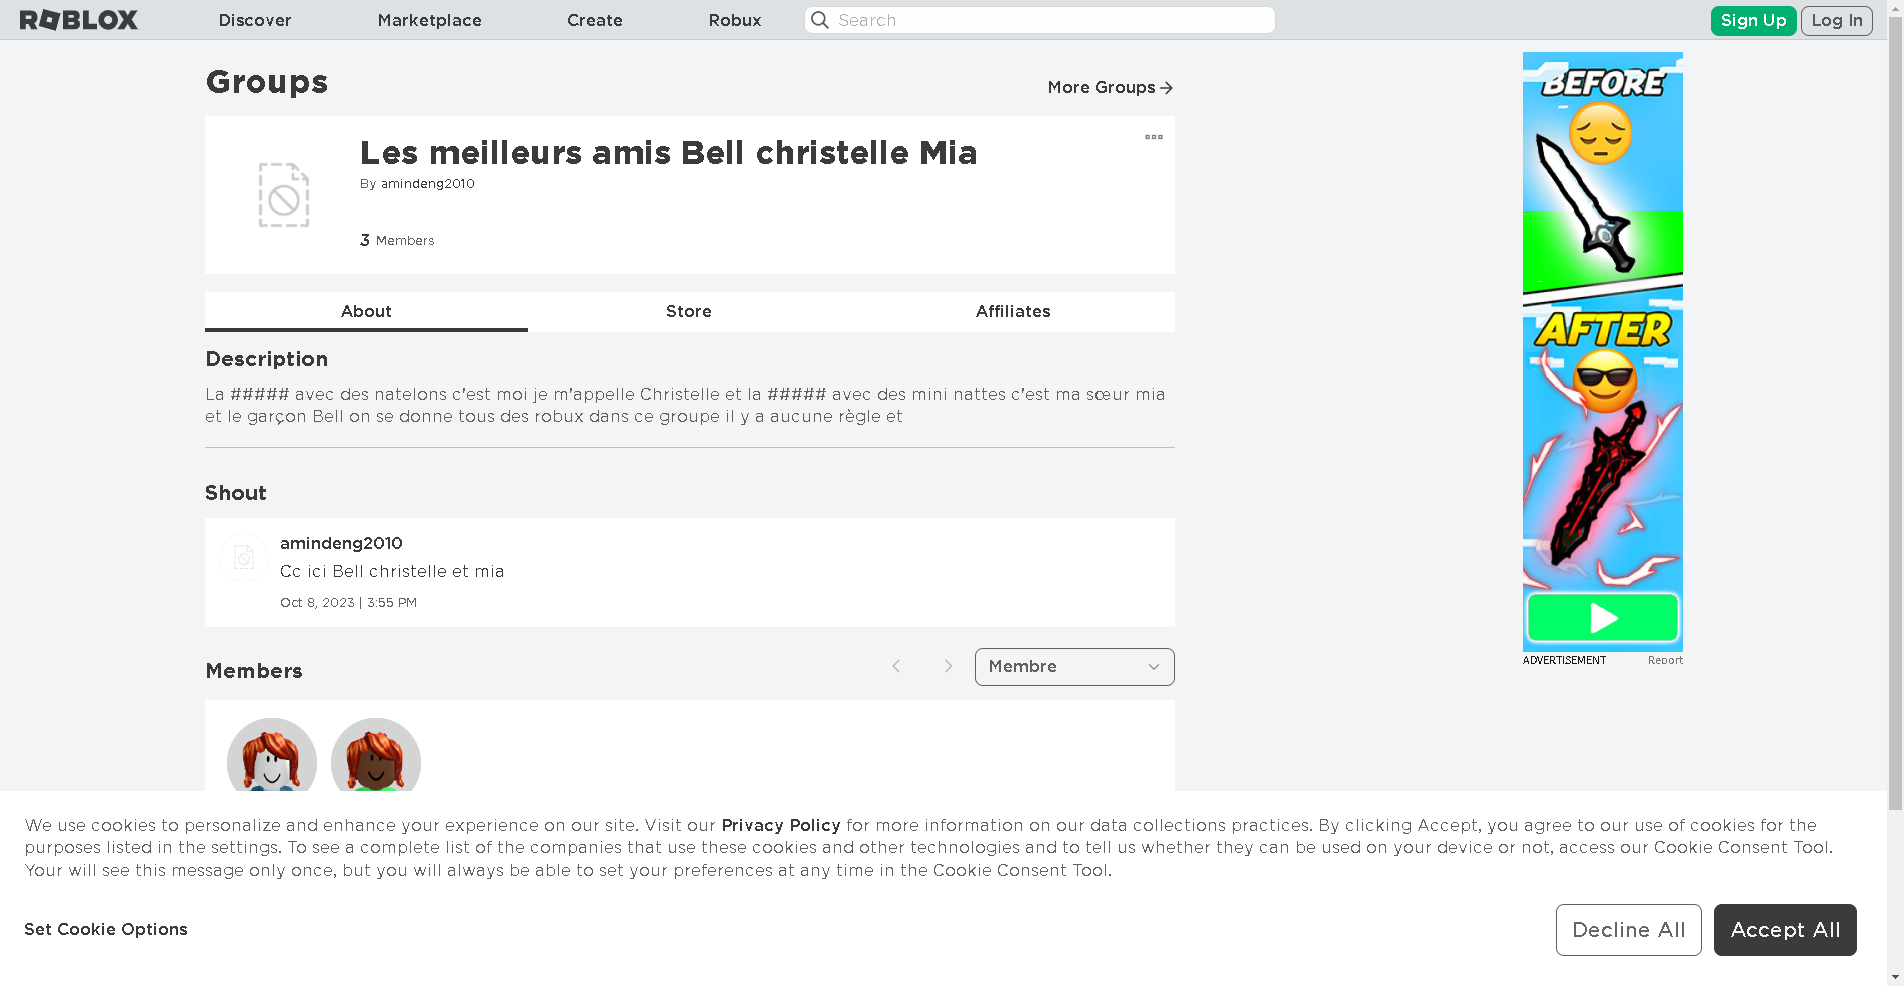 ROBLOX
Discover
Marketplace
Create
Robux
Search
Sign Up
Log In
Groups
More Groups
Les meilleurs amis Bell christelle Mia
By amindeng2010
3 Members
About
Store
Affiliates
Description
La ##### avec des natelons c'est moi je m'appelle Christelle et la ##### avec des mini nattes c'est ma sœur mia
et le garçon Bell on se donne tous des robux dans ce groupe il y a aucune règle et
Shout
amindeng2010
Cc ici Bell christelle et mia
Oct 8, 2023 | 3:55 PM
Members
Membre
BEFORE
AFTER
ADVERTISEMENT
Report
We use cookies to personalize and enhance your experience on our site. Visit our Privacy Policy for more information on our data collections practices. By clicking Accept, you agree to our use of cookies for the
purposes listed in the settings. To see a complete list of the companies that use these cookies and other technologies and to tell us whether they can be used on your device or not, access our Cookie Consent Tool.
Your will see this message only once, but you will always be able to set your preferences at any time in the Cookie Consent Tool.
Set Cookie Options
Decline All
Accept All